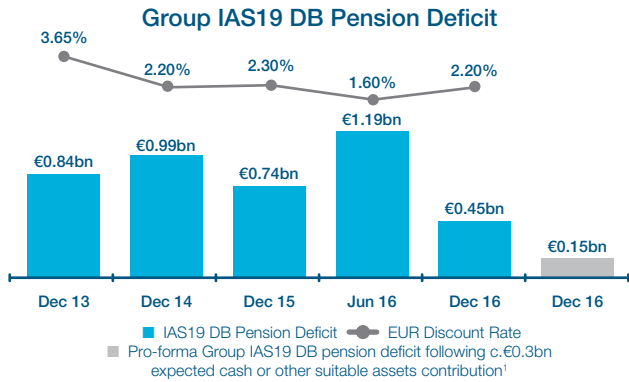 Group IAS19 DB Pension Deficit
3.65%
2.20%
2.30%
1.60%
2.20%
€0.84bn
€0.99bn
€0.74bn
€1.19bn
€0.45bn
€0.15bn
Dec 13
Dec 14
Dec 15
Jun 16
Dec 16
Dec 16
IAS19 DB Pension Deficit
EUR Discount Rate
Pro-forma Group IAS19 DB pension deficit following c.€0.3bn
expected cash or other suitable assets contribution¹